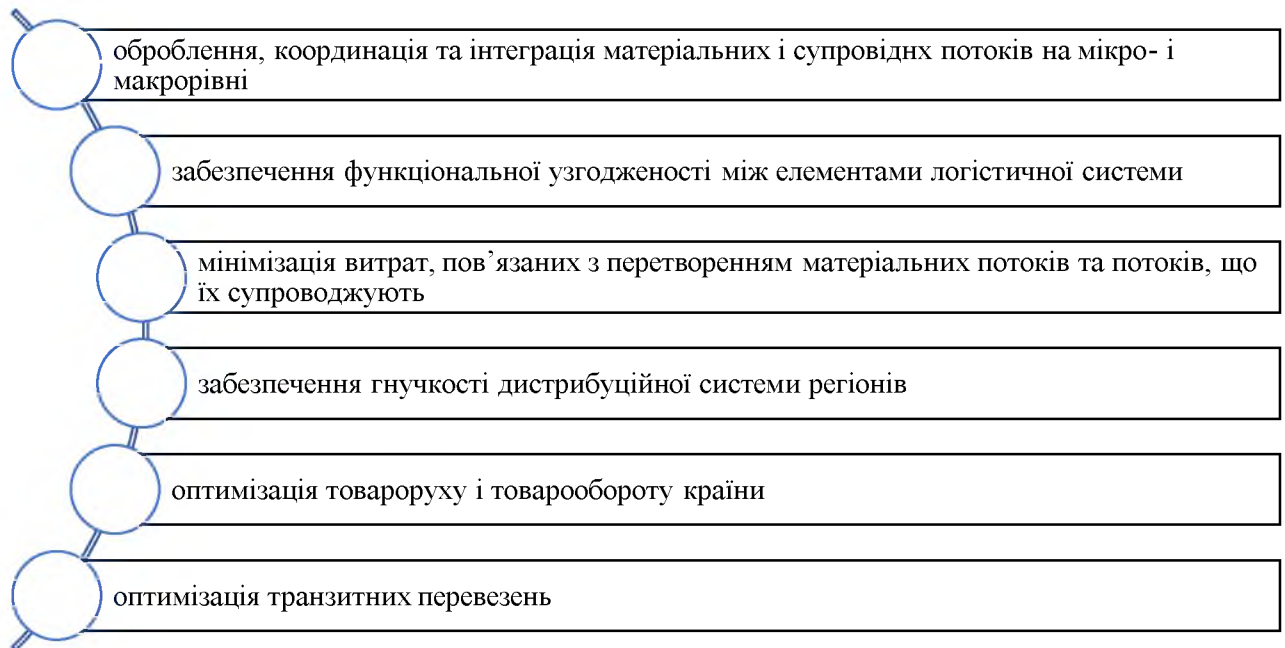 оброблення, координація та інтеграція матеріальних і супровіднх потоків на мікро- і
макрорівні
забезпечення функціональної узгодженості між елементами логістичної системи
мінімізація витрат, пов’язаних з перетворенням матеріальних потоків та потоків, що
їх супроводжують
забезпечення гнучкості дистрибуційної системи регіонів
оптимізація товароруху і товарообороту країни
оптимізація транзитних перевезень